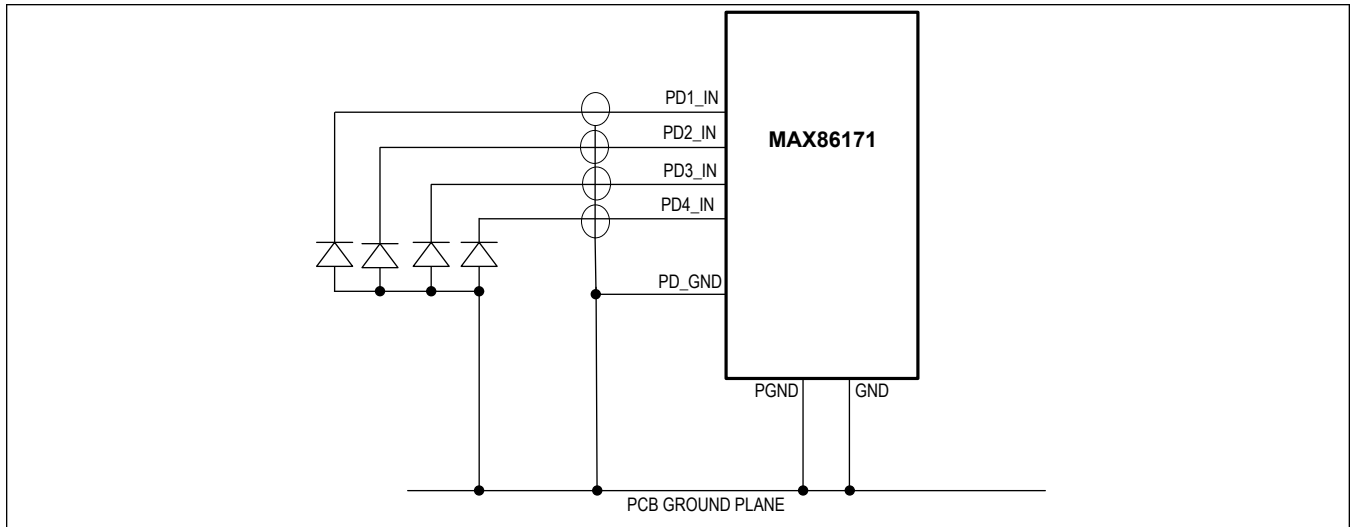 PD1_IN
PD2_IN
MAX86171
PD3_IN
PD4_IN
PD_GND
PGND
GND
PCB GROUND PLANE